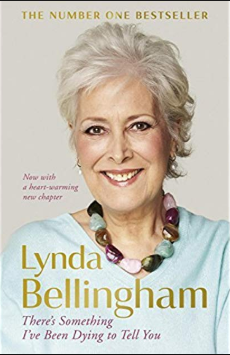 THE NUMBER ONE BESTSELLER
Now with
a heart-warming
new chapter
Lynda
Bellingham
There's Something
I've Been Dying to Tell You